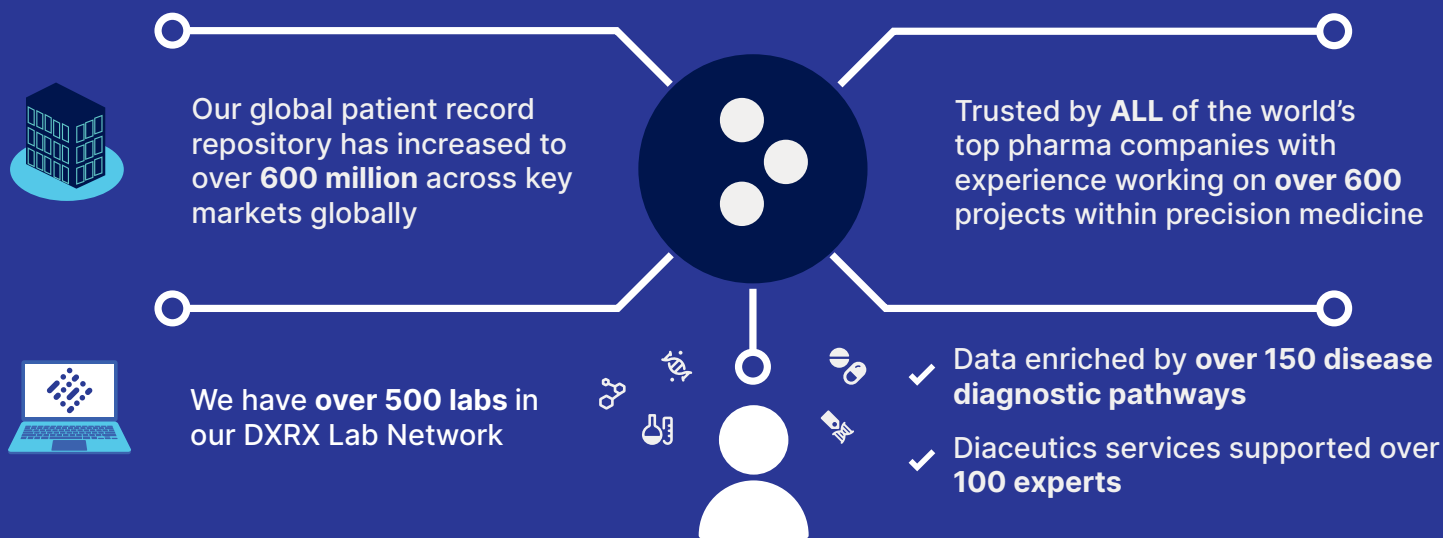 Our global patient record
repository has increased to
over 600 million across key
markets globally
Trusted by ALL of the world’s
top pharma companies with
experience working on over 600
projects within precision medicine
We have over 500 labs in
our DXRX Lab Network
Data enriched by over 150 disease
diagnostic pathways
Diaceutics services supported over
100 experts